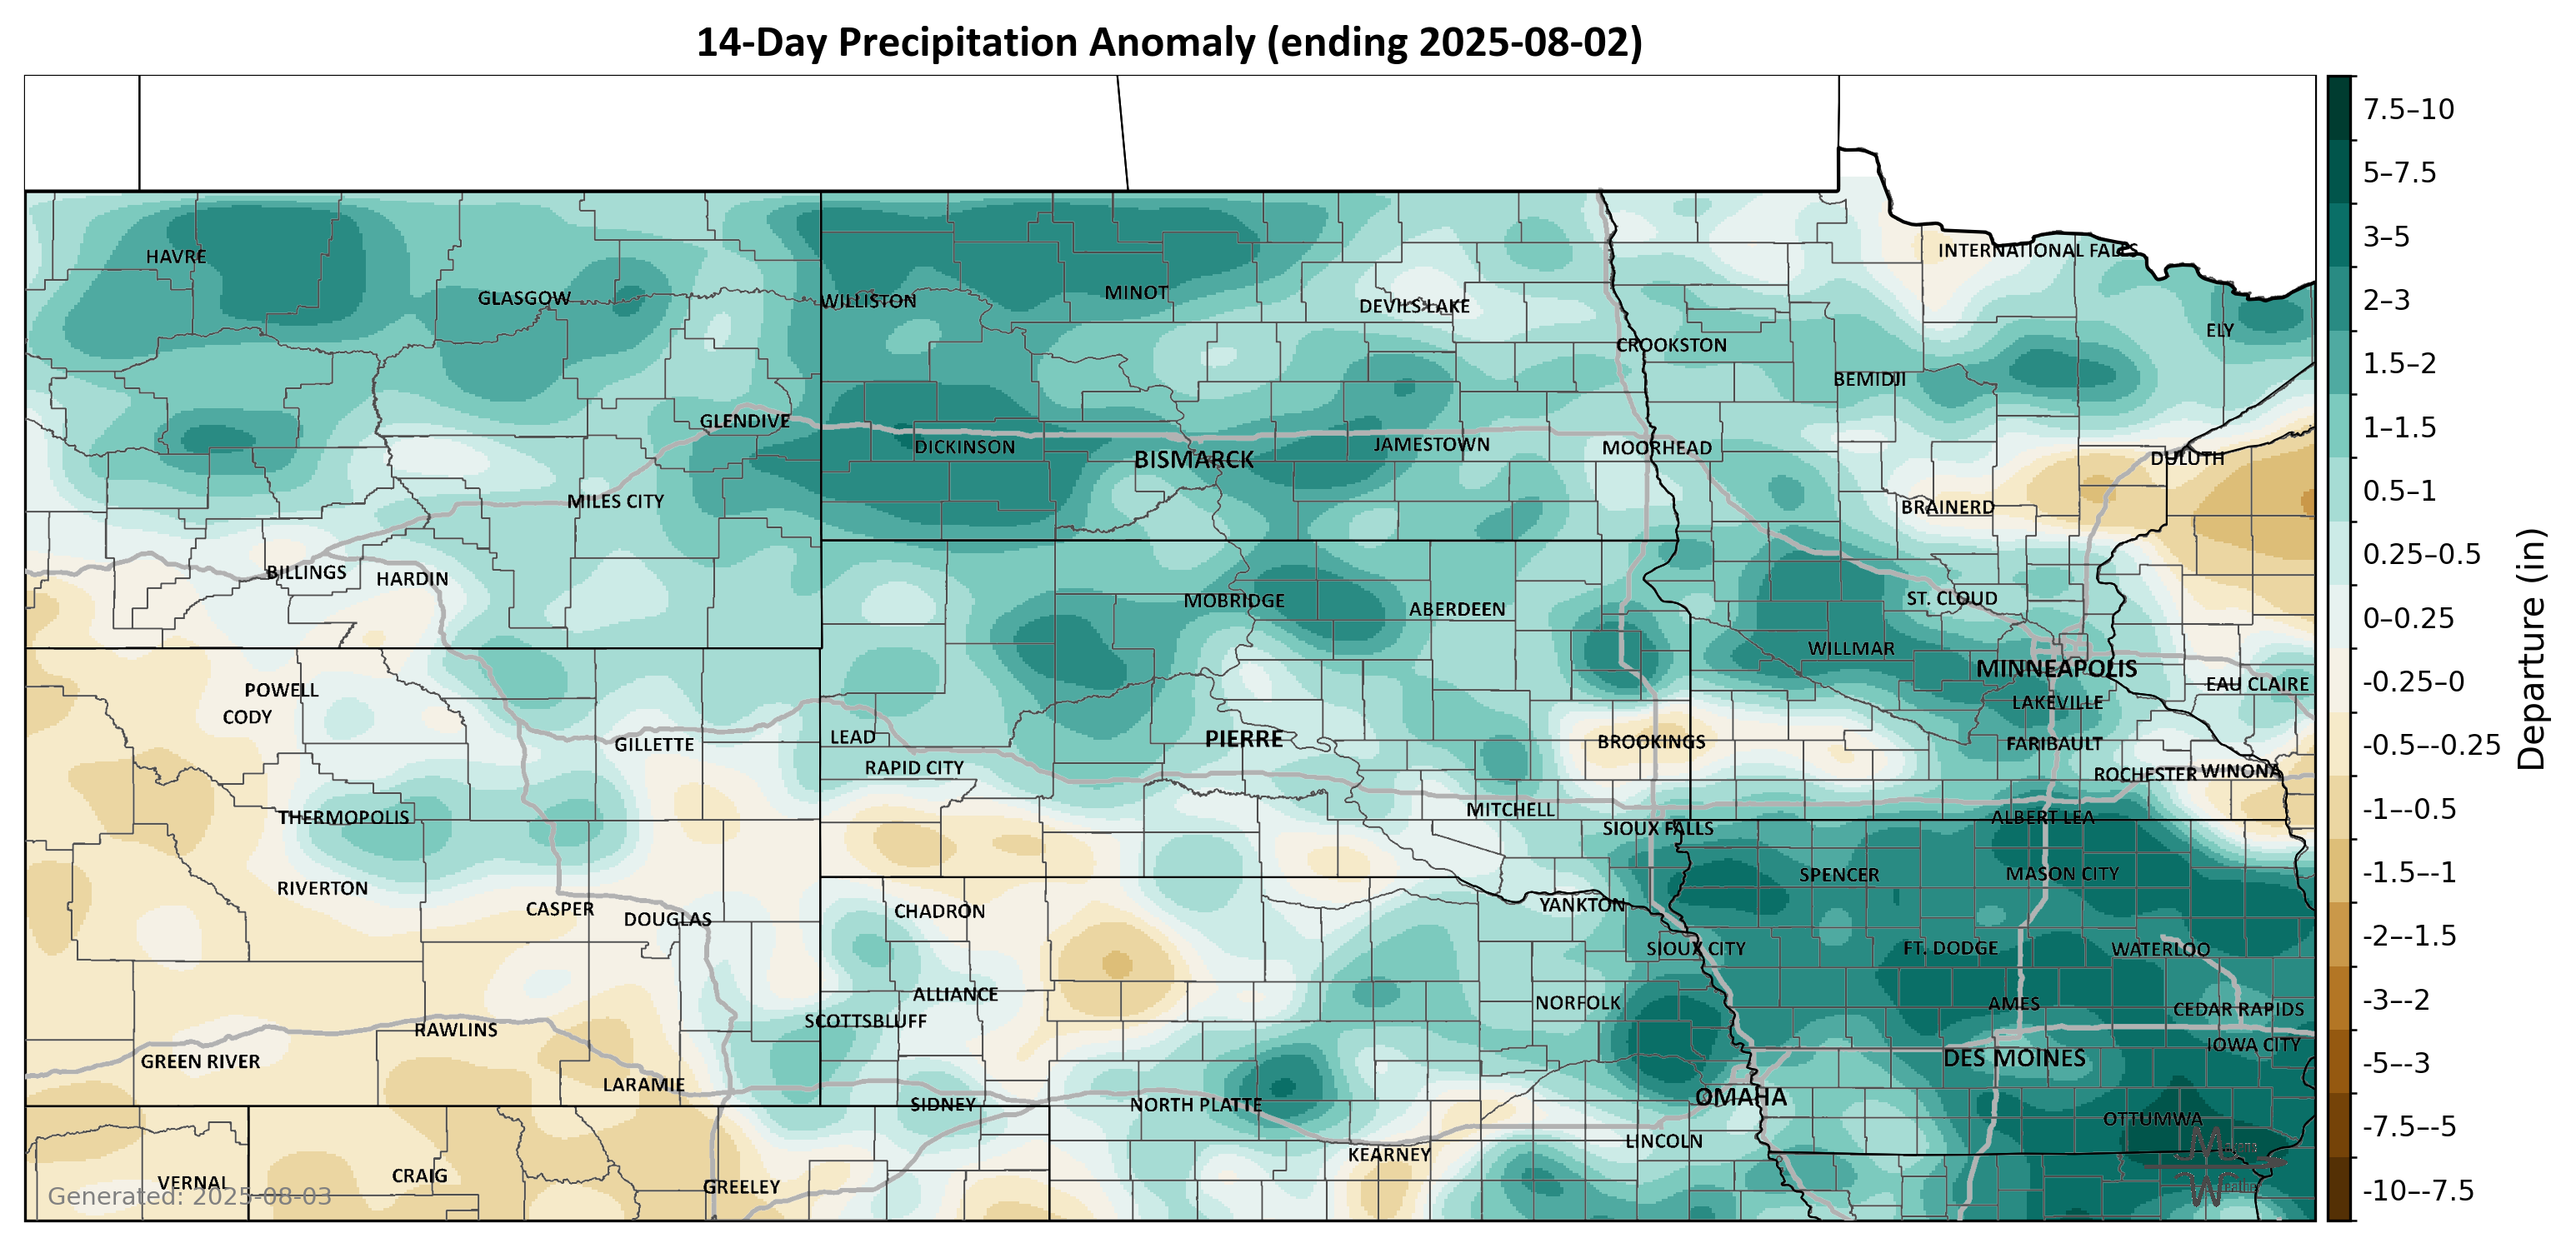 14-Day Precipitation Anomaly (ending 2025-08-02)
7.5–10
5–7.5
3–5
2–3
1.5–2
1–1.5
0.5–1
0.25–0.5
0–0.25
-0.25–0
-0.5–-0.25
-1–-0.5
-1.5–-1
-2–-1.5
-3–-2
-5–-3
-7.5–-5
-10–-7.5
Departure (in)
INTERNATIONAL FALLS
HAVRE
GLASGOW
WILLISTON
MINOT
DEVILS LAKE
ELY
CROOKSTON
BEMIDJI
GLENDIVE
DICKINSON
BISMARCK
JAMESTOWN
MOORHEAD
DULUTH
MILES CITY
BRAINERD
BILLINGS
HARDIN
MOBRIDGE
ABERDEEN
ST. CLOUD
WILLMAR
MINNEAPOLIS
EAU CLAIRE
POWELL
CODY
LAKEVILLE
GILLETTE
LEAD
PIERRE
BROOKINGS
FARIBAULT
RAPID CITY
ROCHESTER
WINONA
THERMOPOLIS
MITCHELL
ALBERT LEA
SIOUX FALLS
SPENCER
MASON CITY
RIVERTON
CASPER
DOUGLAS
CHADRON
YANKTON
SIOUX CITY
FT. DODGE
WATERLOO
ALLIANCE
NORFOLK
AMES
CEDAR RAPIDS
SCOTTSBLUFF
RAWLINS
IOWA CITY
GREEN RIVER
DES MOINES
LARAMIE
OMAHA
SIDNEY
NORTH PLATTE
OTTUMWA
LINCOLN
KEARNEY
VERNAL
CRAIG
GREELEY
Generated: 2025-08-03